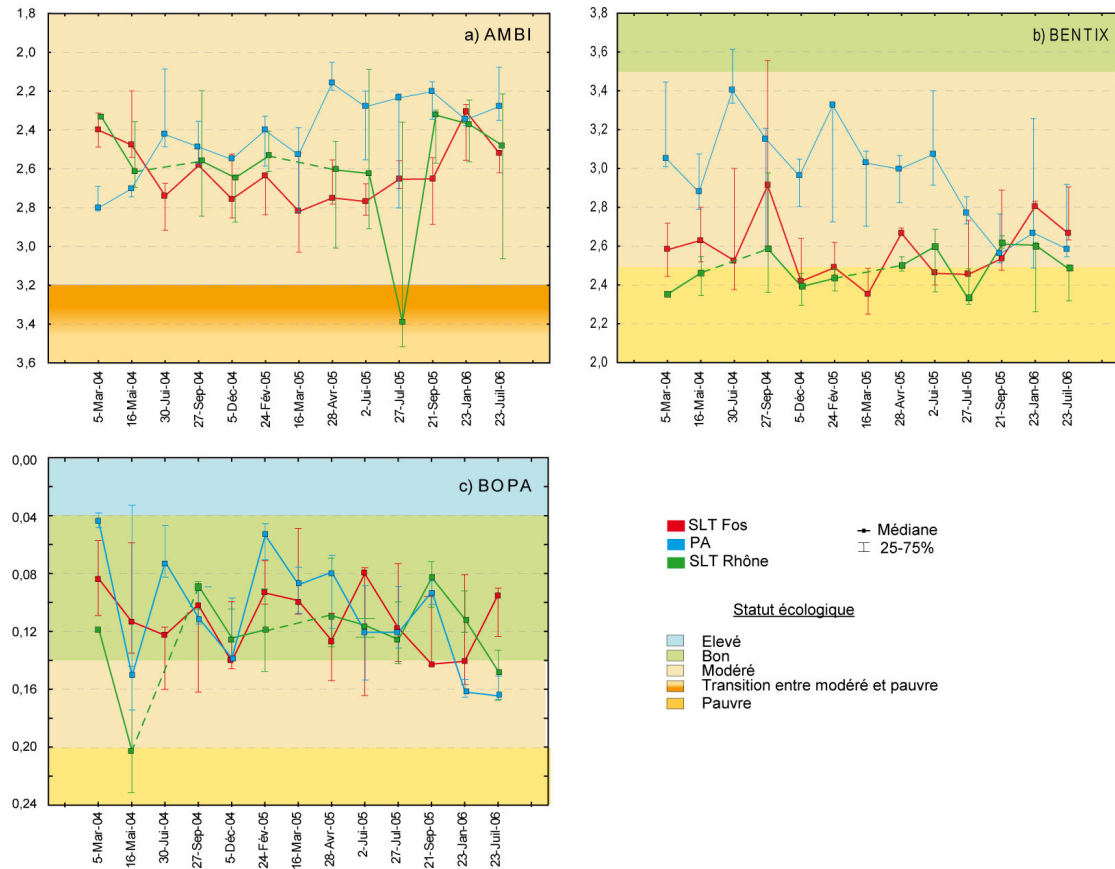 a) AMBI
1.8
2,0
2,2
2,4
2,6
2,8
3,0
3,2
3,4
3,6
5-Mar-04
16-Mai-04
30-Jui-04
27-Sep-04
5-Déc-04
24-Fév-05
16-Mar-05
28-Avr-05
2-Jui-05
27-Jul-05
21-Sep-05
23-Jan-06
23-Juil-06
b) BENTIX
3,8
3,6
3,4
3,2
3,0
2,8
2,6
2,4
2,2
2,0
5-Mar-04
16-Mai-04
30-Jui-04
27-Sep-04
5-Déc-04
24-Fév-05
16-Mar-05
28-Avr-05
2-Jui-05
27-Jul-05
21-Sep-05
23-Jan-06
23-Juil-06
c) BOPA
0,00
0,04
0,08
0,12
0,16
0,20
0,24
5-Mar-04
16-Mai-04
30-Jui-04
27-Sep-04
5-Déc-04
24-Fév-05
16-Mar-05
28-Avr-05
2-Jui-05
27-Jul-05
21-Sep-05
23-Jan-06
23-Juil-06
SLT Fos
PA
SLT Rhône
Médiane
25-75%
Statut écologique
Elevé
Bon
Modéré
Transition entre modéré et pauvre
Pauvre